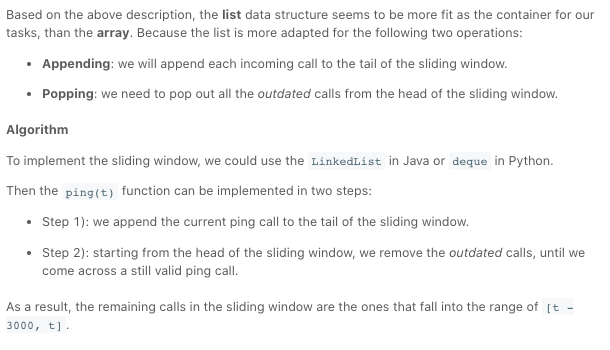 Based on the above description, the list data structure seems to be more fit as the container for our
tasks, than the array. Because the list is more adapted for the following two operations:
• Appending: we will append each incoming call to the tail of the sliding window.
• Popping: we need to pop out all the outdated calls from the head of the sliding window.
Algorithm
To implement the sliding window, we could use the LinkedList in Java or deque in Python.
Then the ping(t) function can be implemented in two steps:
• Step 1): we append the current ping call to the tail of the sliding window.
• Step 2): starting from the head of the sliding window, we remove the outdated calls, until we
come across a still valid ping call.
As a result, the remaining calls in the sliding window are the ones that fall into the range of [t -
3000, t].